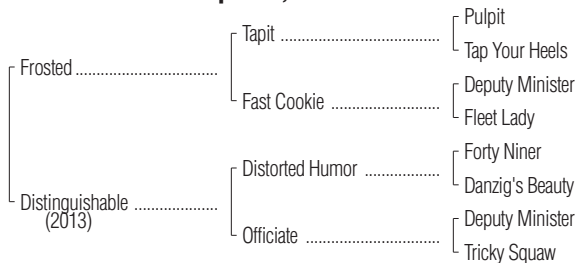 Pulpit
Tapit
Tap Your Heels
Frosted
Deputy Minister
Fast Cookie
Fleet Lady
Forty Niner
Distorted Humor
Danzig's Beauty
Distinguishable
(2013)
Deputy Minister
Officiate
Tricky Squaw